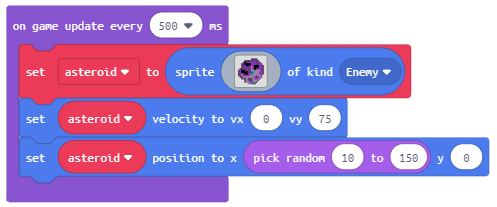 on game update every 500 ms
set asteroid to sprite of kind Enemy
set asteroid velocity to vx 0 vy 75
set asteroid position to x pick random 10 to 150 y 0